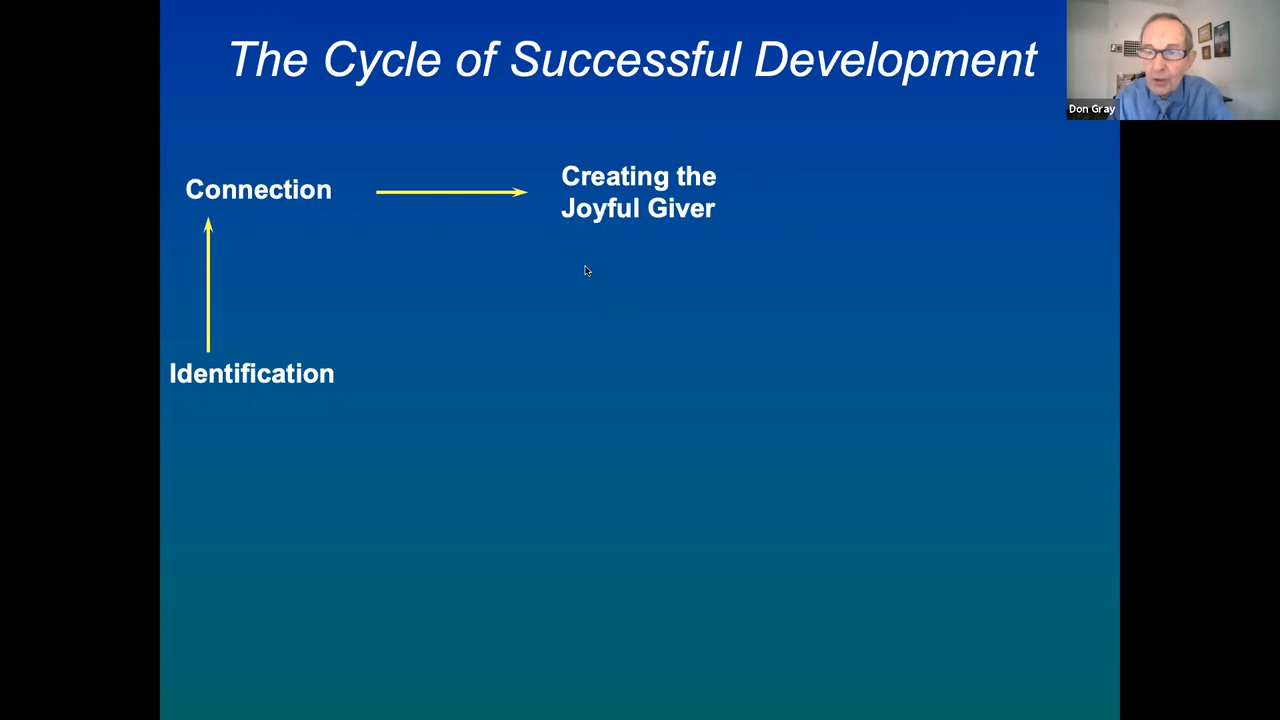 The Cycle of Successful Development
Don Gray
Connection
Creating the
Joyful Giver
Identification